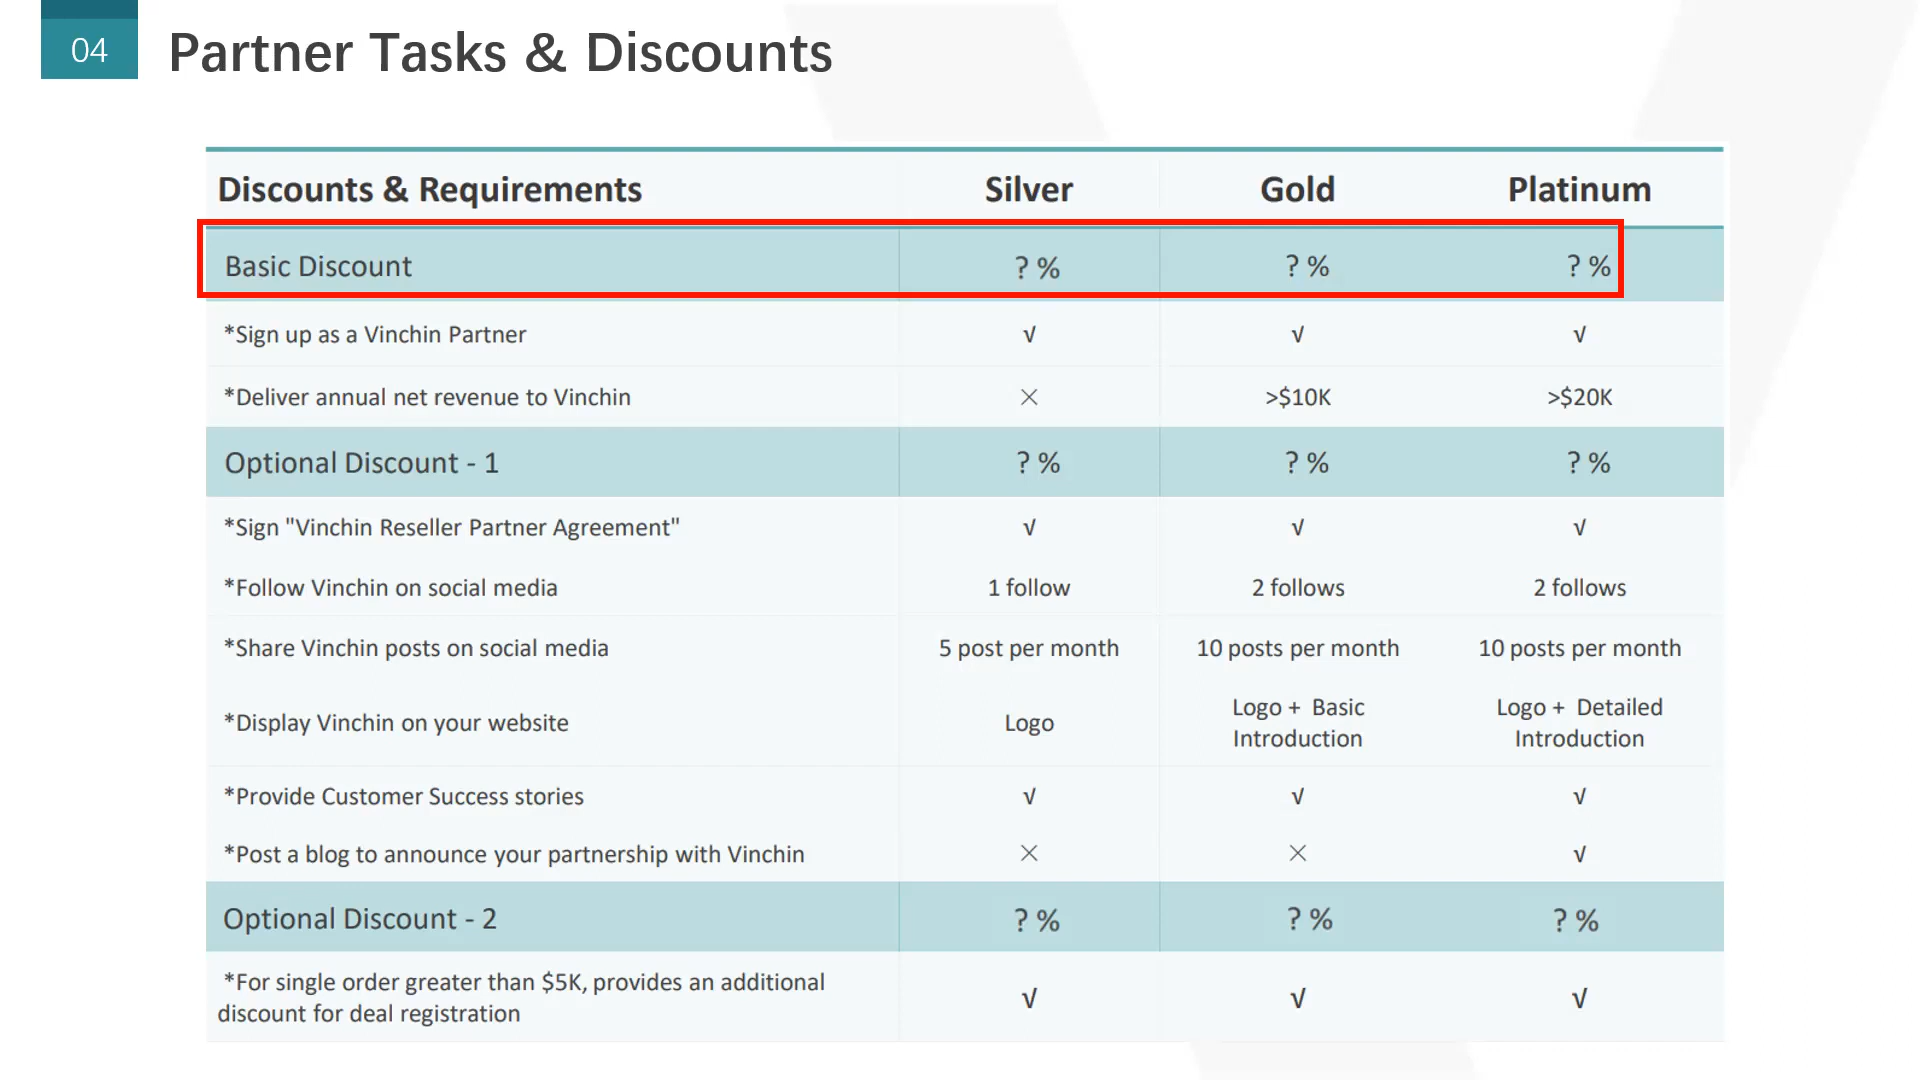 04
Partner Tasks & Discounts
Discounts & Requirements Silver Gold Platinum
Basic Discount ? % ? % ? %
*Sign up as a Vinchin Partner √ √ √
*Deliver annual net revenue to Vinchin × >$10K >$20K
Optional Discount - 1 ? % ? % ? %
*Sign "Vinchin Reseller Partner Agreement" √ √ √
*Follow Vinchin on social media 1 follow 2 follows 2 follows
*Share Vinchin posts on social media 5 post per month 10 posts per month 10 posts per month
*Display Vinchin on your website Logo Logo + Basic Introduction Logo + Detailed Introduction
*Provide Customer Success stories √ √ √
*Post a blog to announce your partnership with Vinchin × × √
Optional Discount - 2 ? % ? % ? %
*For single order greater than $5K, provides an additional
discount for deal registration √ √ √